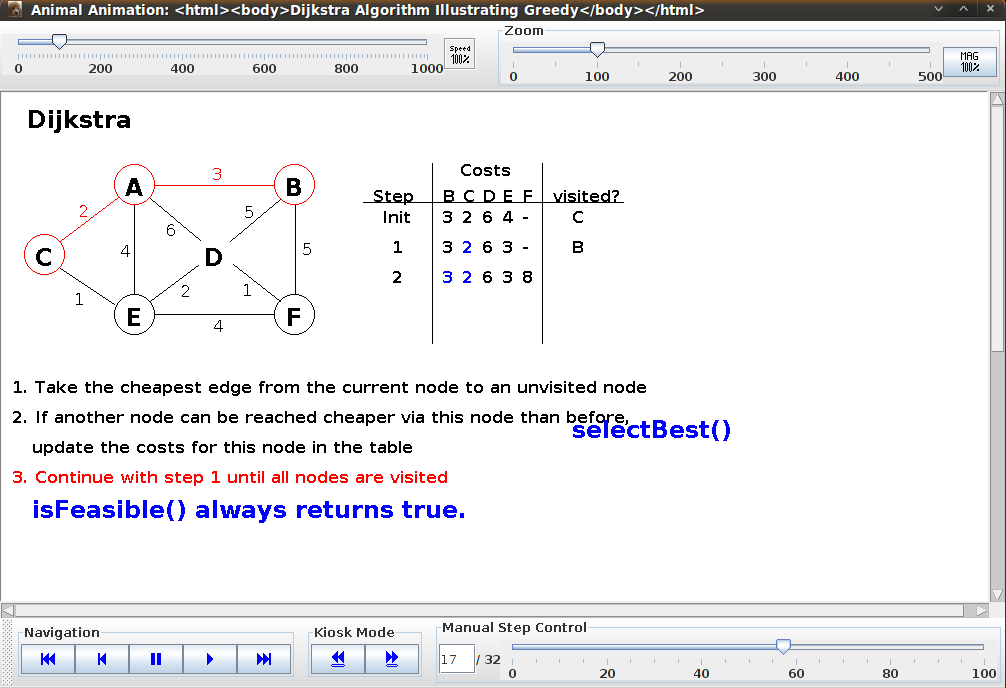 Animal Animation: <html><body>Dijkstra Algorithm Illustrating Greedy</body></html>
0 200 400 600 800 1000
Speed
100%
Zoom
0 100 200 300 400 500
MAG
100%
Dijkstra
A 3 B
2 5
6
C 4 D 5
1 2 1
E 4 F
Costs
Step B C D E F visited?
Init 3 2 6 4 - C
1 3 2 6 3 - B
2 3 2 6 3 8
1. Take the cheapest edge from the current node to an unvisited node
2. If another node can be reached cheaper via this node than before,
selectBest()
update the costs for this node in the table
3. Continue with step 1 until all nodes are visited
isFeasible() always returns true.
Navigation
Kiosk Mode
Manual Step Control
17 / 32
0 20 40 60 80 100